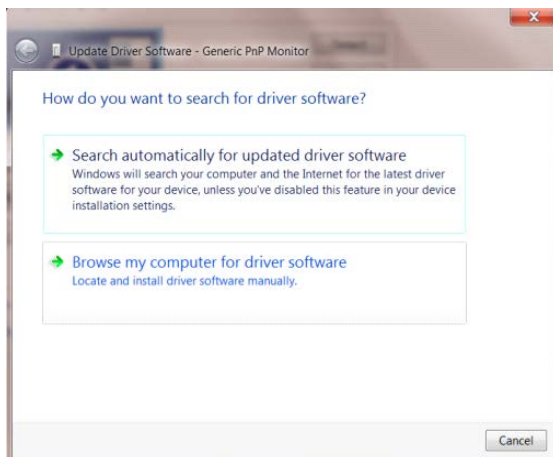 Update Driver Software - Generic PnP Monitor
How do you want to search for driver software?
Search automatically for updated driver software
Windows will search your computer and the Internet for the latest driver
software for your device, unless you've disabled this feature in your device
installation settings.
Browse my computer for driver software
Locate and install driver software manually.
Cancel